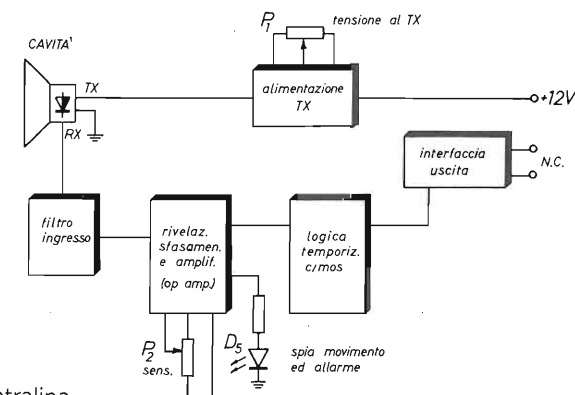 P1
tensione al TX
CAVITA'
TX
alimentazione
TX
+12V
RX
interfaccia
uscita
N.C.
filtro
ingresso
rivelaz.
sfasamen.
e amplif.
(op amp.)
logica
temporiz.
c/mos
P2
sens.
D5
spia movimento
ed allarme